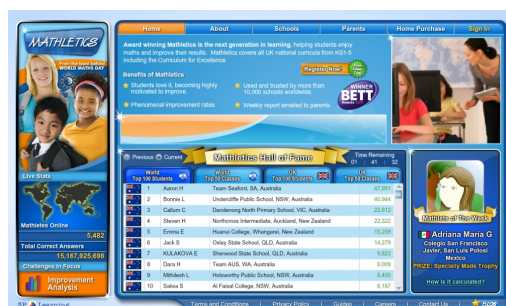 Home About Schools Parents Home Purchase Sign In
MATHLETICS
From the team behind
WORLD MATHS DAY
Award winning Mathletics is the next generation in learning, helping students enjoy
maths and improve their results. Mathletics covers all UK national curricula from KS1-5
including the Curriculum for Excellence.
Register Now
Benefits of Mathletics
Students love it, becoming highly
motivated to improve.
Used and trusted by more than
10,000 schools worldwide.
Phenomenal improvement rates.
Weekly report emailed to parents
WINNER
BETT
Previous Current
Mathletics Hall of Fame
Time Remaining
01 : 41 : 32
World
Top 100 Students
World
Top 50 Classes
UK
Top 100 Students
UK
Top 50 Classes
1 Aaron H Team Seaford, SA, Australia 47,951
2 Bonnie L Undercliffe Public School, NSW, Australia 40,944
3 Callum C Dandenong North Primary School, VIC, Australia 22,812
4 Steven H Northcross Intermediate, Auckland, New Zealand 22,322
5 Emma E Huanui College, Whangarei, New Zealand 15,259
6 Jack S Oxley State School, QLD, Australia 14,279
7 KULAKOVA E Sherwood State School, QLD, Australia 9,823
8 Dara H Team AUS, WA, Australia 9,009
9 Mithlesh L Holsworthy Public School, NSW, Australia 8,400
10 Salwa S Al Faisal College, NSW, Australia 8,187
Live Stats
Mathletes Online
5,482
Total Correct Answers
15,167,925,698
Challenges in Focus
Improvement
Analysis
Mathlete of The Week
Adriana Maria G
Colegio San Francisco
Javier, San Luis Potosi
Mexico
PRIZE: Specially Made Trophy
How is it calculated?
3P Learning
Terms and Conditions Privacy Policy Guides Careers Contact Us BLOG